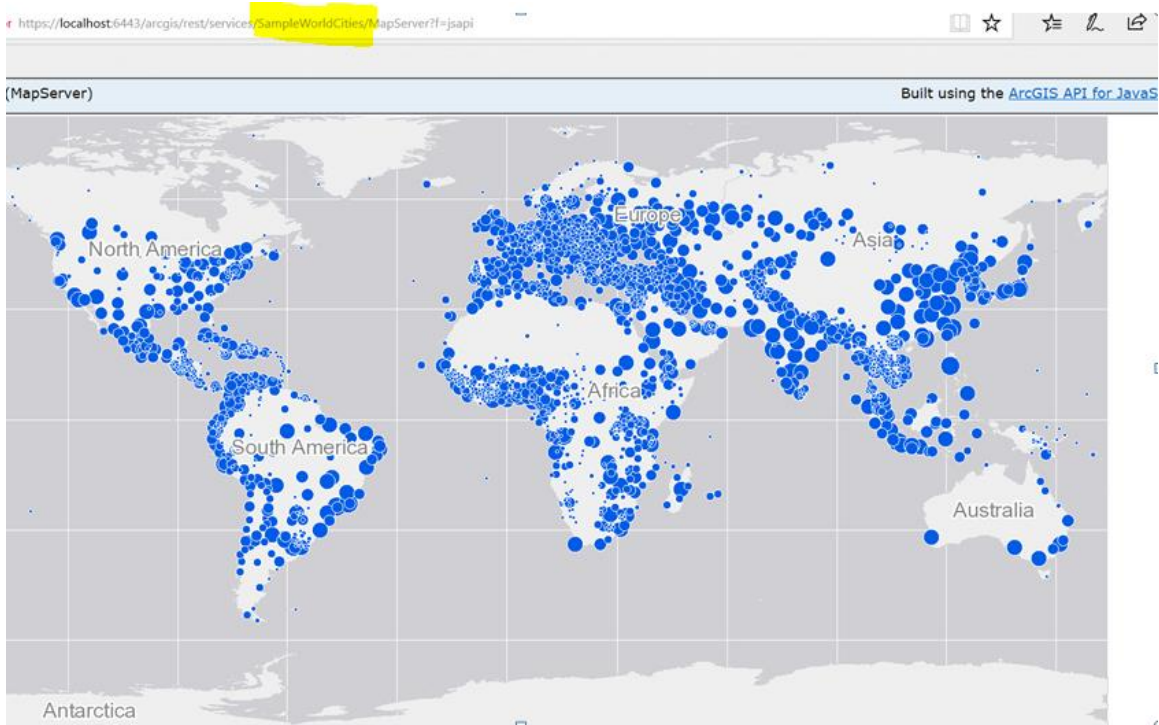 r https://localhost:6443/arcgis/rest/services/SampleWorldCities/MapServer?f=jsapi
(MapServer)
Built using the ArcGIS API for JavaS
Europe
North America
Asia
Africa
South America
Australia
Antarctica